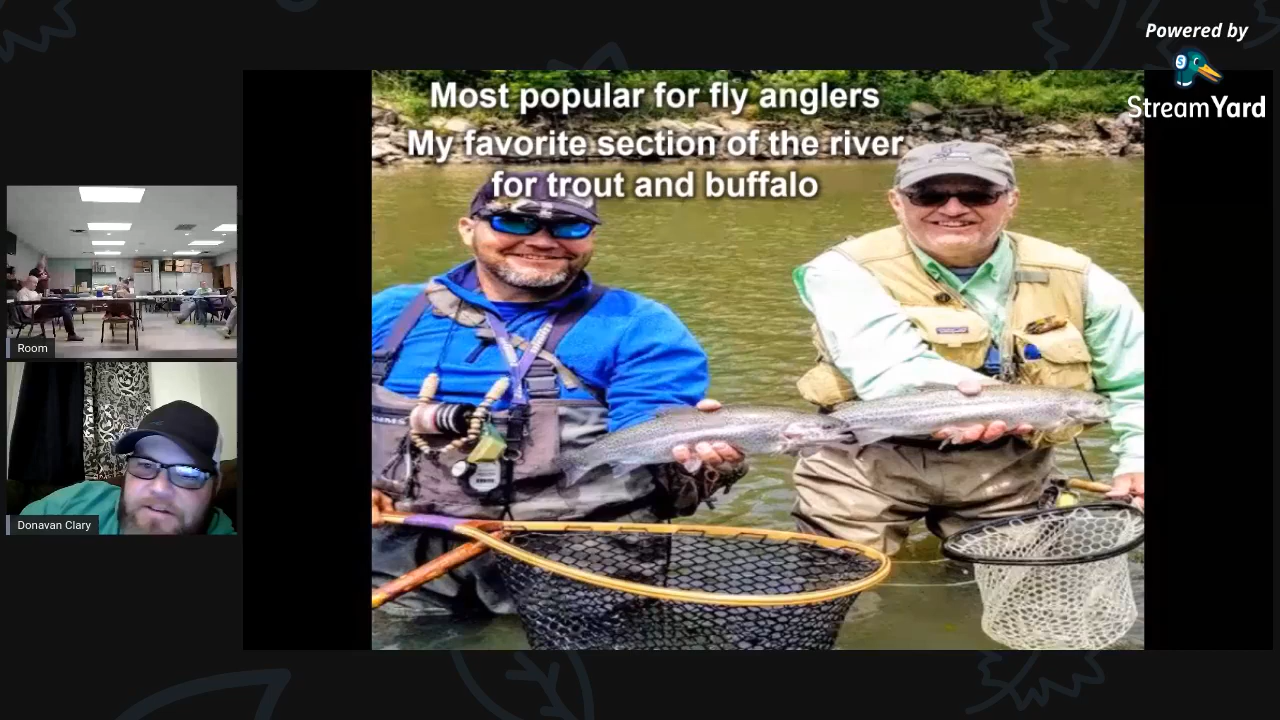 Powered by
StreamYard
Most popular for fly anglers
My favorite section of the river
for trout and buffalo
Room
Donavan Clary